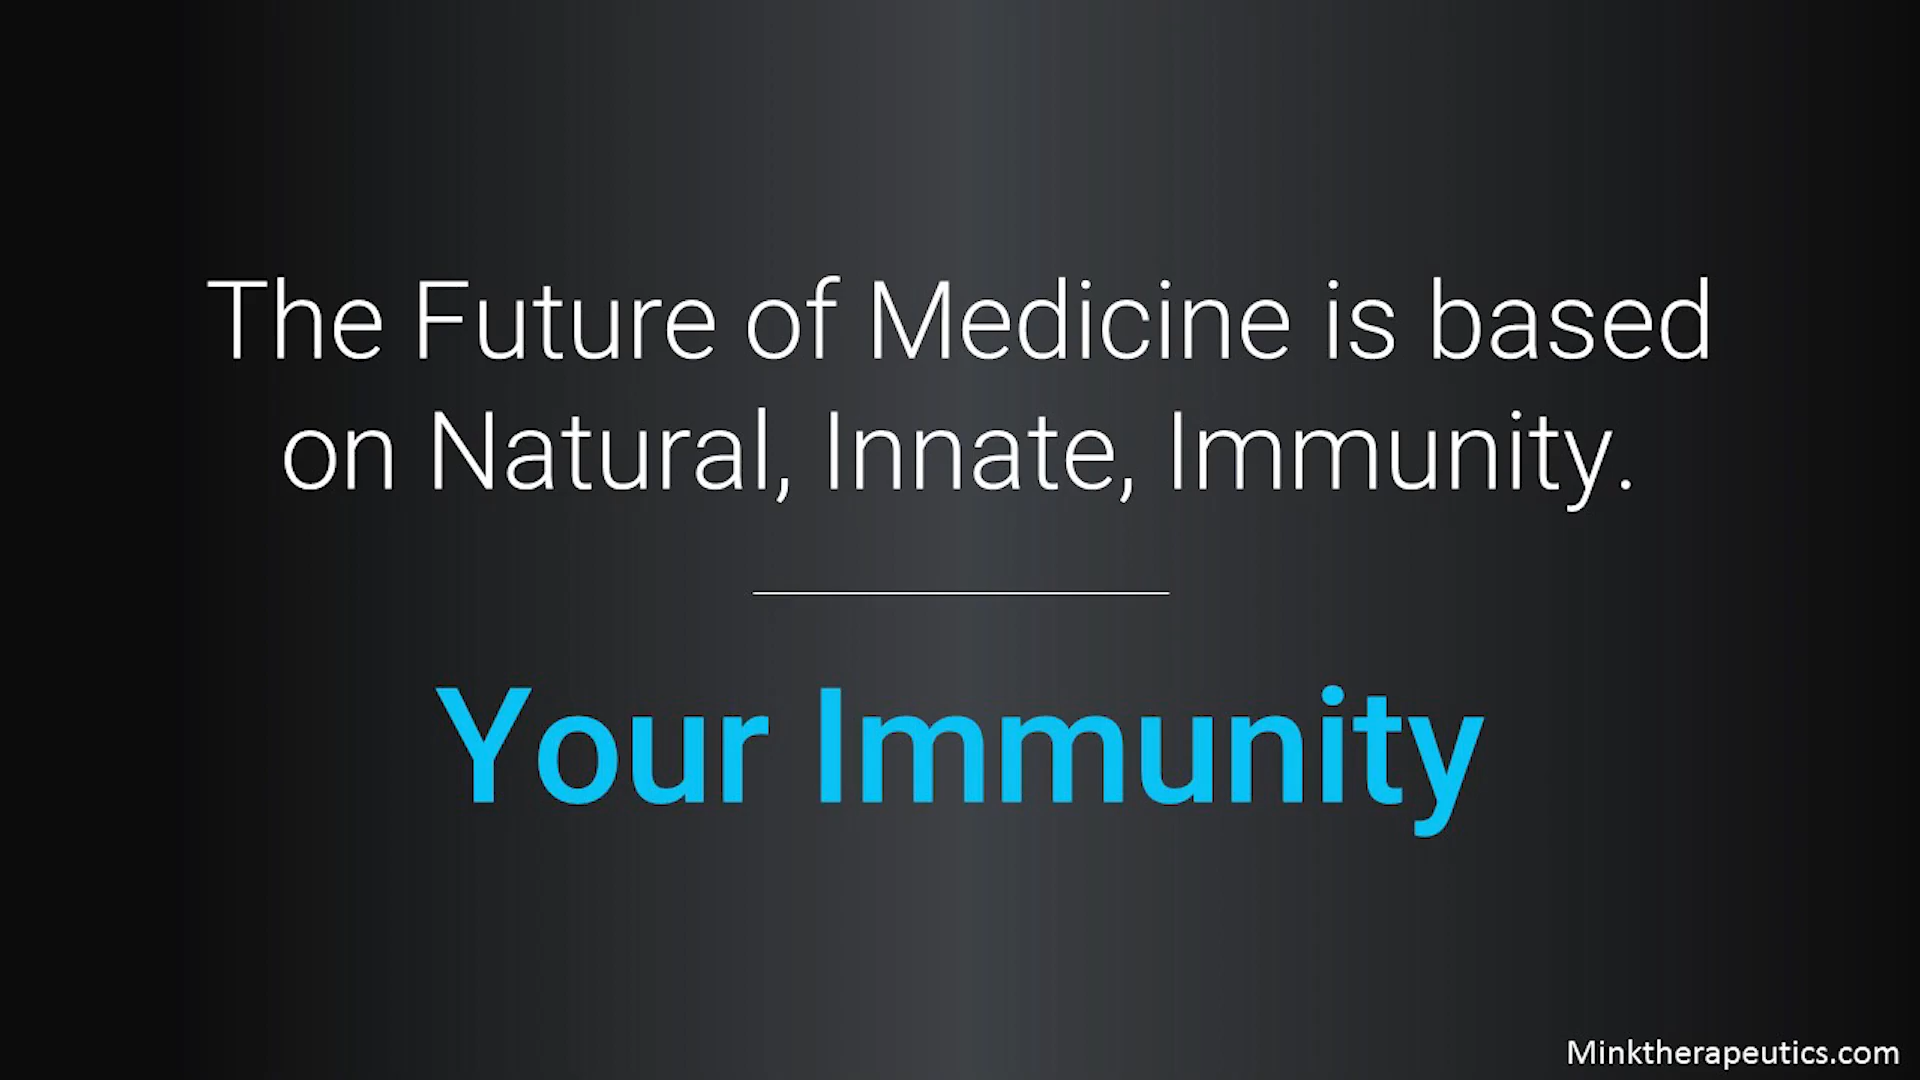 The Future of Medicine is based
on Natural, Innate, Immunity.
Your Immunity
Minktherapeutics.com